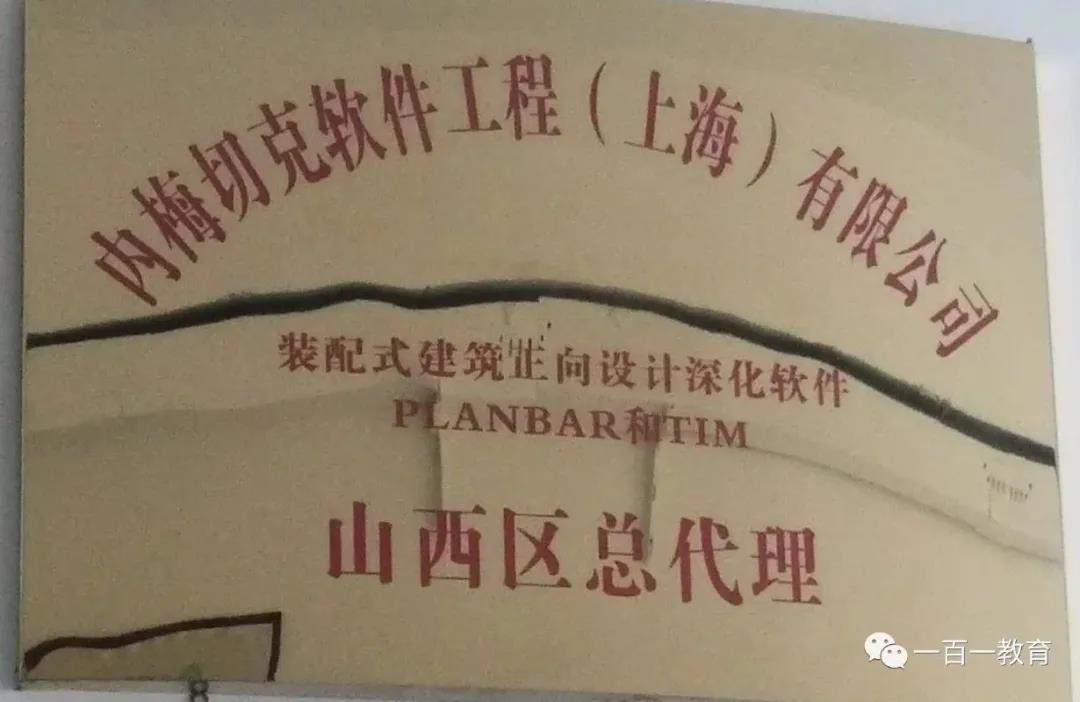 内梅切克软件工程（上海）有限公司
装配式建筑正向设计深化软件
PLANBAR和TIM
山西区总代理
8
一百一教育